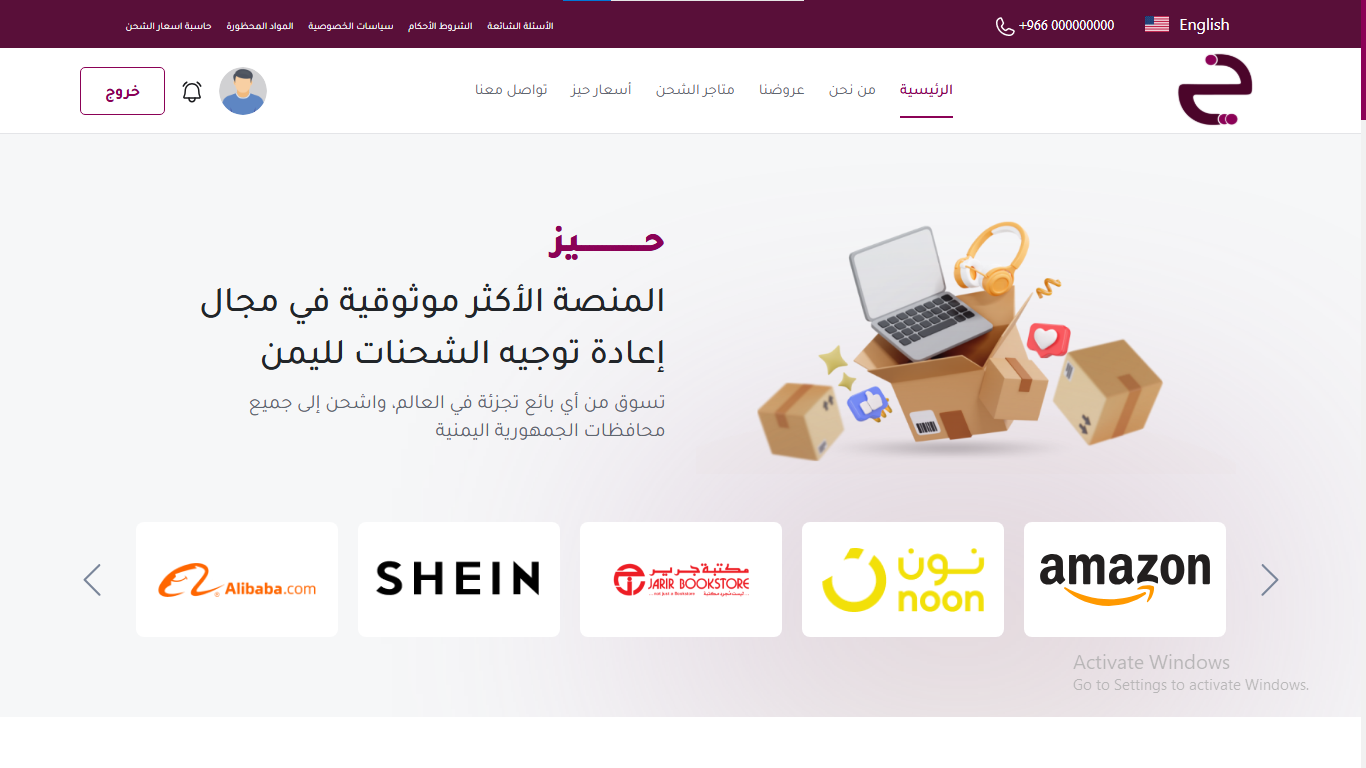 English
+966 000000000
الأسئلة الشائعة
الشروط الأحكام
سياسات الخصوصية
المواد المحظورة
حاسبة اسعار الشحن
الرئيسية
من نحن
عروضنا
متاجر الشحن
أسعار حيز
تواصل معنا
خروج
حـــــــيز
المنصة الأكثر موثوقية في مجال
إعادة توجيه الشحنات لليمن
تسوق من أي بائع تجزئة في العالم، واشحن إلى جميع
محافظات الجمهورية اليمنية
amazon
نـون
noon
مكتبة جرير
JARIR BOOKSTORE
...not just a Bookstore ليست مجرد مكتبة...
SHEIN
Alibaba.com
Activate Windows
Go to Settings to activate Windows.